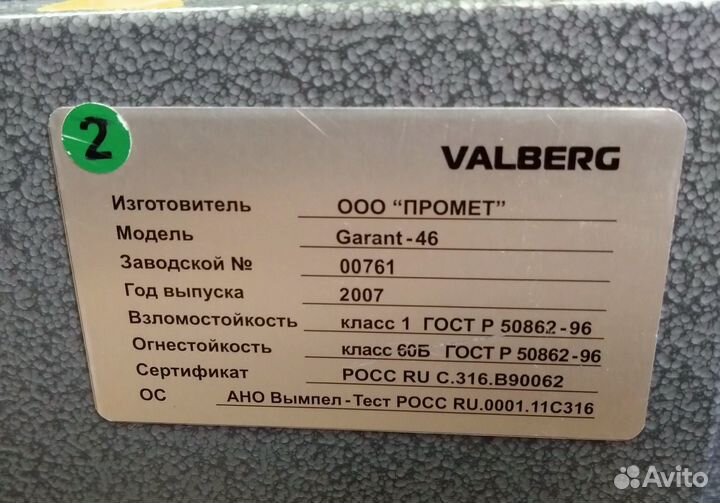 2
VALBERG
Изготовитель ООО "ПРОМЕТ"
Модель Garant-46
Заводской № 00761
Год выпуска 2007
Взломостойкость класс 1 ГОСТ Р 50862-96
Огнестойкость класс 60Б ГОСТ Р 50862-96
Сертификат РОСС RU С.316.В90062
ОС АНО Вымпел-Тест РОСС RU.0001.11С316
Avito